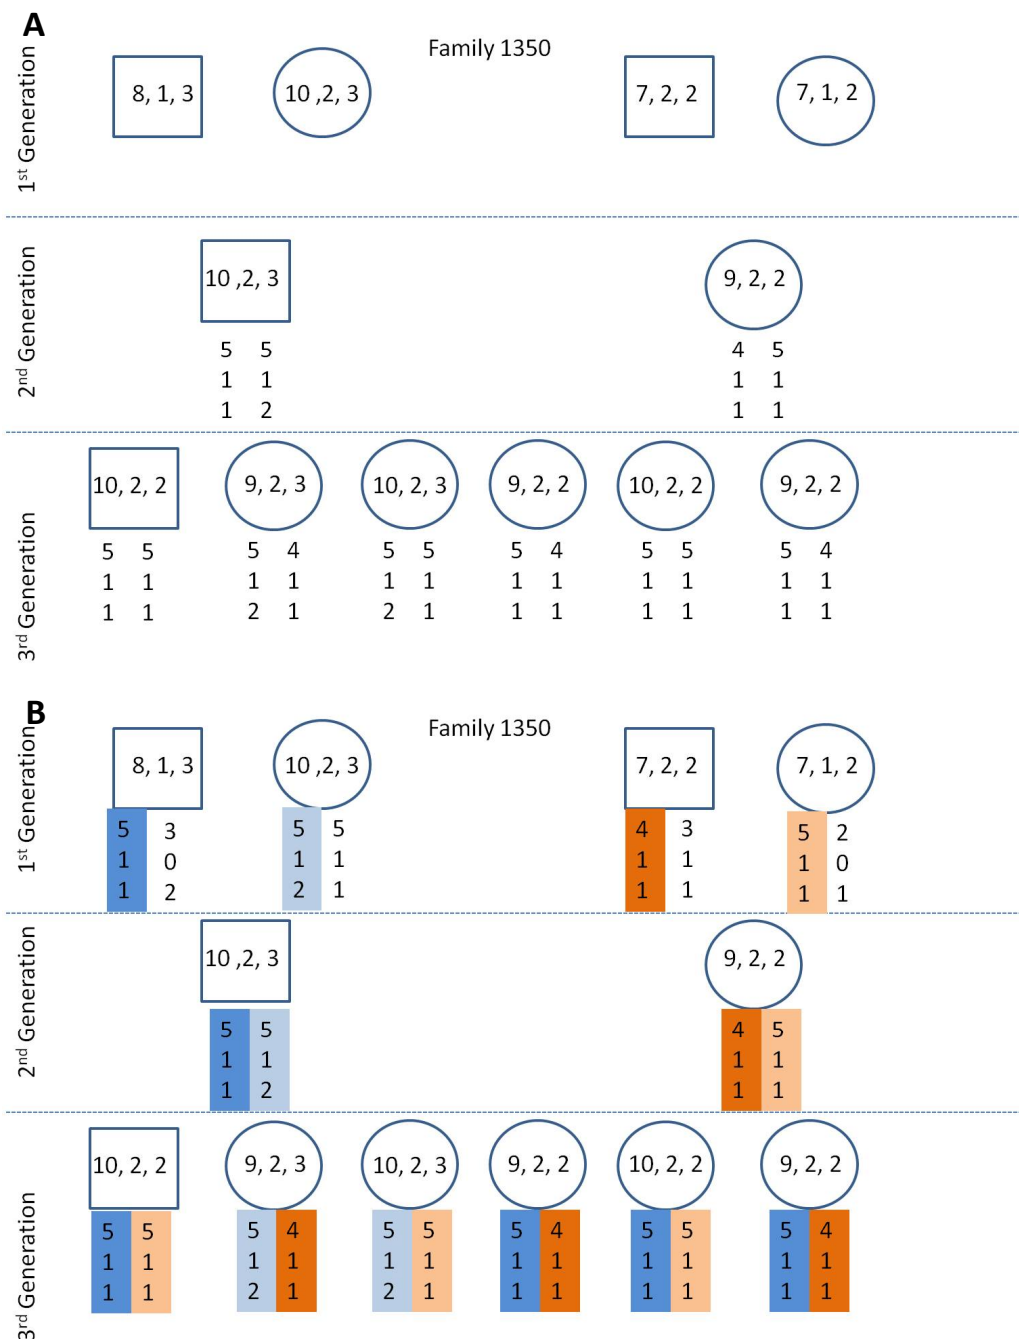 A
Family 1350
1st Generation
8, 1, 3 10 ,2, 3 7, 2, 2 7, 1, 2
2nd Generation
10 ,2, 3 9, 2, 2
5 5 4 5
1 1 1 1
1 2 1 1
3rd Generation
10, 2, 2 9, 2, 3 10, 2, 3 9, 2, 2 10, 2, 2 9, 2, 2
5 5 5 4 5 5 5 4 5 5 5 4
1 1 1 1 1 1 1 1 1 1 1 1
1 1 2 1 2 1 1 1 1 1 1 1
B
Family 1350
1st Generation
8, 1, 3 10 ,2, 3 7, 2, 2 7, 1, 2
5 3 5 5 4 3 5 2
1 0 1 1 1 1 1 0
1 2 2 1 1 1 1 1
2nd Generation
10 ,2, 3 9, 2, 2
5 5 4 5
1 1 1 1
1 2 1 1
3rd Generation
10, 2, 2 9, 2, 3 10, 2, 3 9, 2, 2 10, 2, 2 9, 2, 2
5 5 5 4 5 5 5 4 5 5 5 4
1 1 1 1 1 1 1 1 1 1 1 1
1 1 2 1 2 1 1 1 1 1 1 1